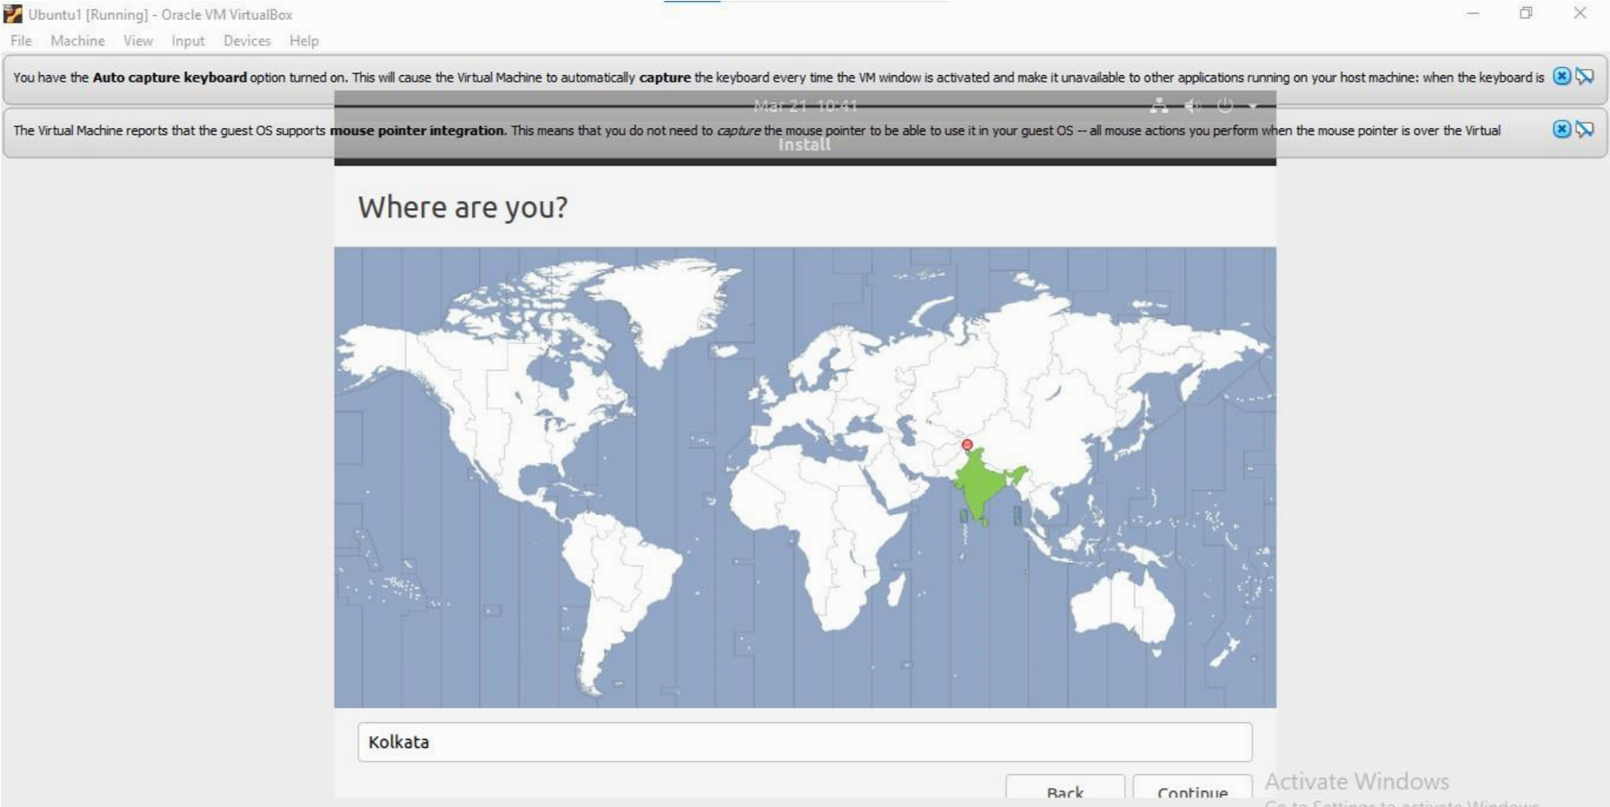 Ubuntu1 [Running] - Oracle VM VirtualBox
File Machine View Input Devices Help
You have the Auto capture keyboard option turned on. This will cause the Virtual Machine to automatically capture the keyboard every time the VM window is activated and make it unavailable to other applications running on your host machine: when the keyboard is
Mar 21 10:41
The Virtual Machine reports that the guest OS supports mouse pointer integration. This means that you do not need to capture the mouse pointer to be able to use it in your guest OS -- all mouse actions you perform when the mouse pointer is over the Virtual
Install
Where are you?
Kolkata
Back Continue
Activate Windows
Go to Settings to activate Windows.